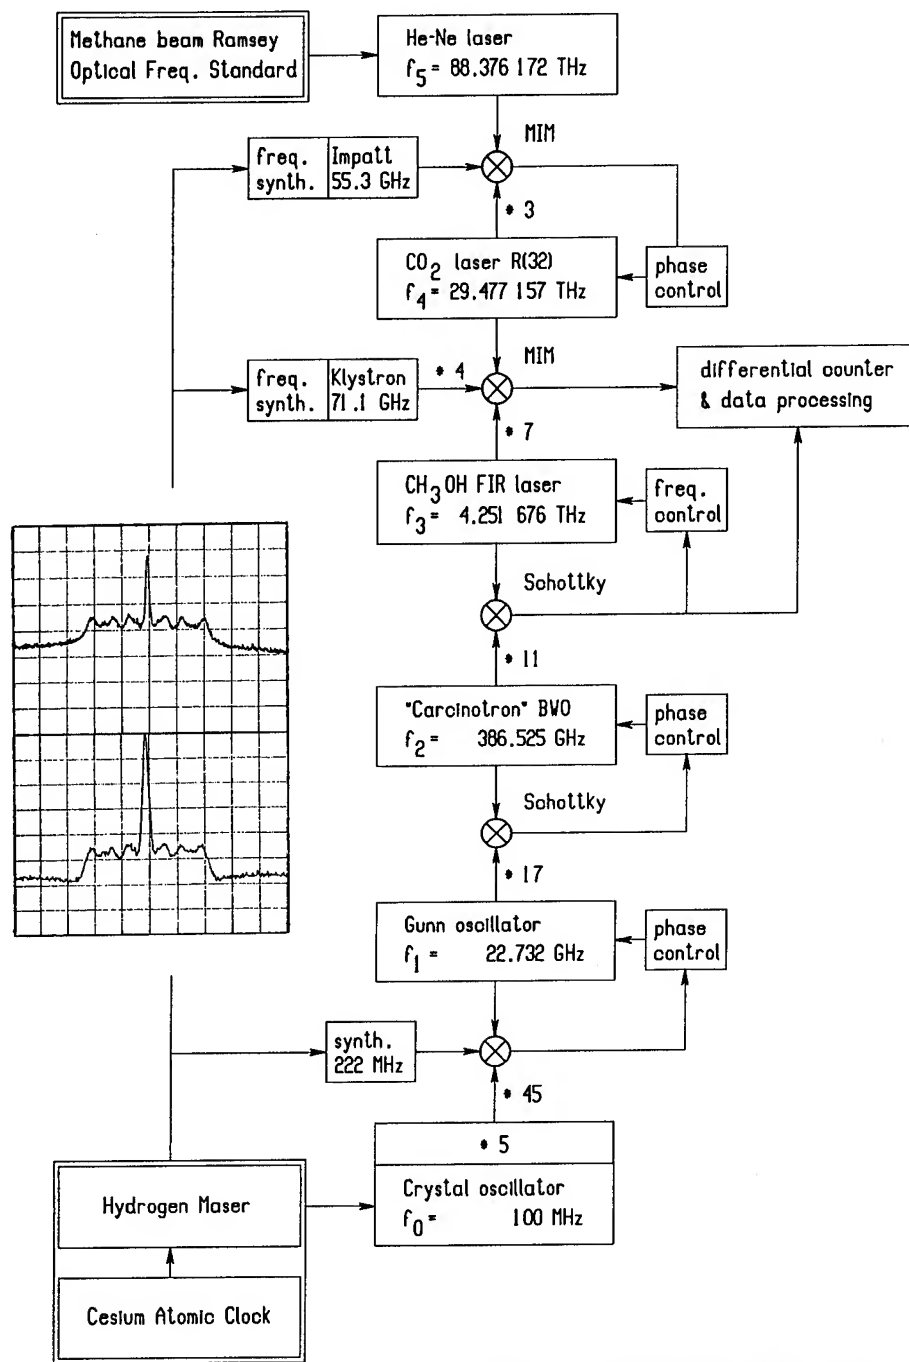 Methane beam Ramsey
Optical Freq. Standard
He-Ne laser
f5 = 88.376 172 THz
MIM
freq. synth.
Impatt 55.3 GHz
* 3
CO2 laser R(32)
f4 = 29.477 157 THz
phase control
MIM
freq. synth.
Klystron 71.1 GHz
* 4
differential counter
& data processing
* 7
CH3OH FIR laser
f3 = 4.251 676 THz
freq. control
Schottky
* 11
"Carcinotron" BWO
f2 = 386.525 GHz
phase control
Schottky
* 17
Gunn oscillator
f1 = 22.732 GHz
phase control
synth.
222 MHz
* 45
* 5
Crystal oscillator
f0 = 100 MHz
Hydrogen Maser
Cesium Atomic Clock